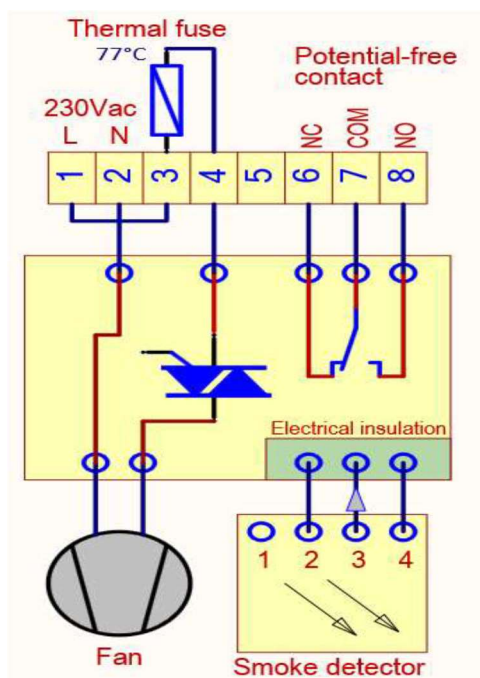 Thermal fuse
77°C
Potential-free
contact
230Vac
L N
NC COM NO
1 2 3 4 5 6 7 8
Electrical insulation
1 2 3 4
Fan
Smoke detector